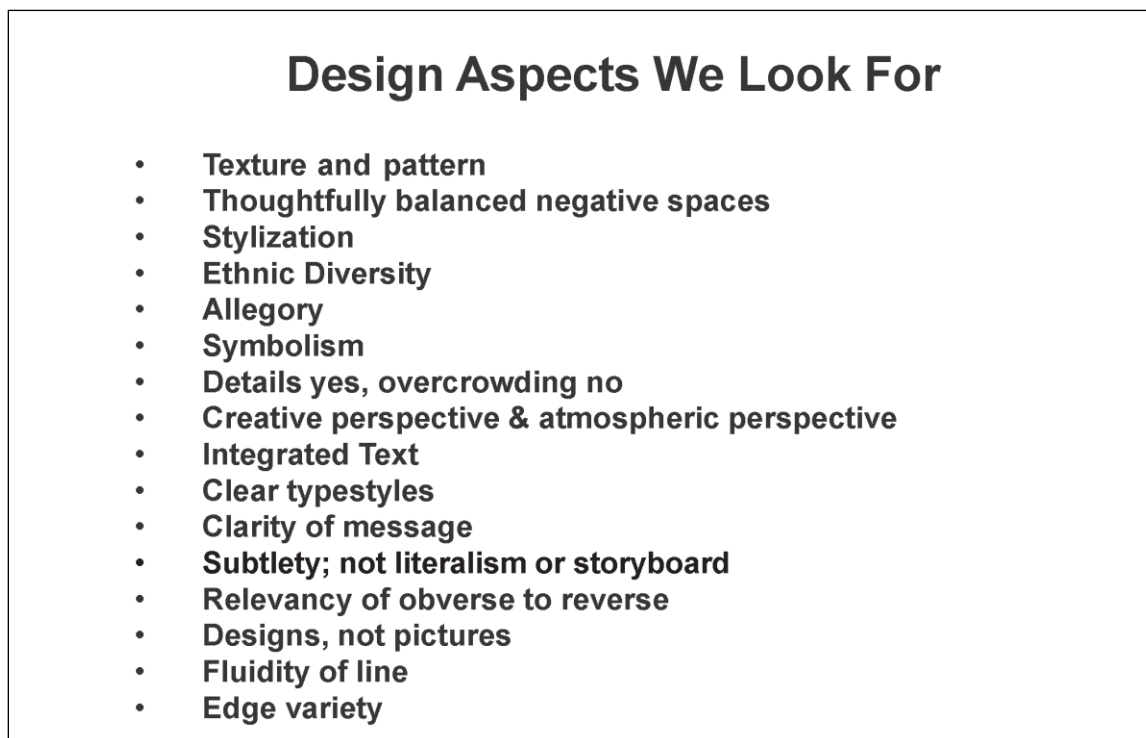 Design Aspects We Look For
• Texture and pattern
• Thoughtfully balanced negative spaces
• Stylization
• Ethnic Diversity
• Allegory
• Symbolism
• Details yes, overcrowding no
• Creative perspective & atmospheric perspective
• Integrated Text
• Clear typestyles
• Clarity of message
• Subtlety; not literalism or storyboard
• Relevancy of obverse to reverse
• Designs, not pictures
• Fluidity of line
• Edge variety